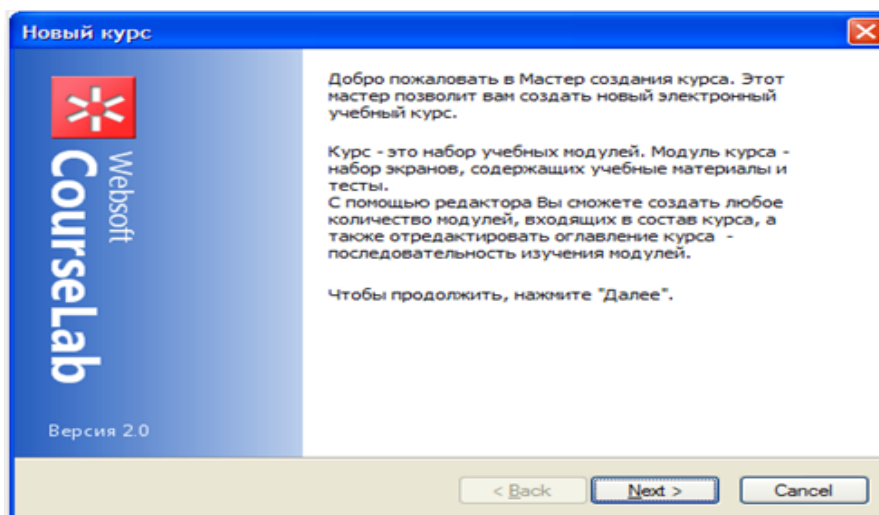 Новый курс
Websoft
CourseLab
Версия 2.0
Добро пожаловать в Мастер создания курса. Этот
мастер позволит вам создать новый электронный
учебный курс.
Курс - это набор учебных модулей. Модуль курса -
набор экранов, содержащих учебные материалы и
тесты.
С помощью редактора Вы сможете создать любое
количество модулей, входящих в состав курса, а
также отредактировать оглавление курса -
последовательность изучения модулей.
Чтобы продолжить, нажмите "Далее".
< Back
Next >
Cancel